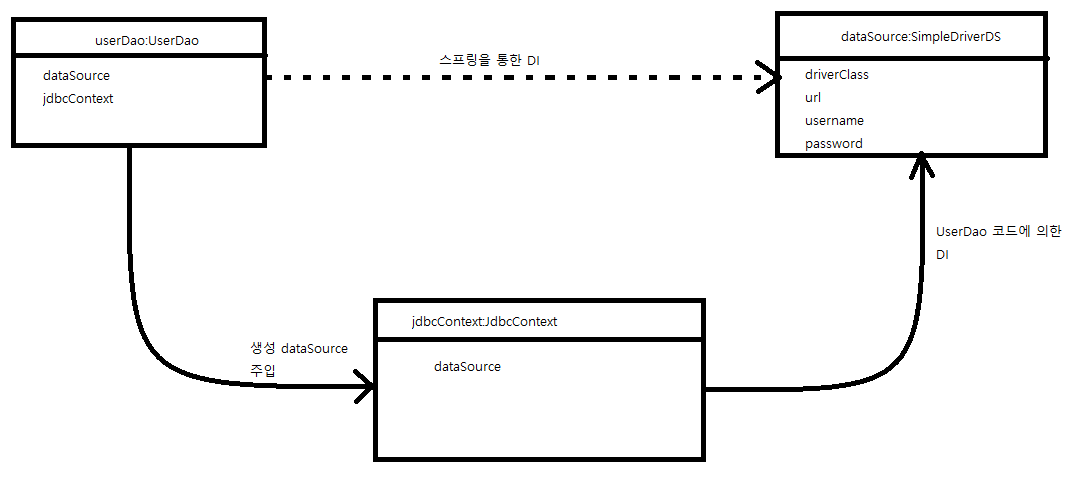 userDao:UserDao
dataSource
jdbcContext
스프링을 통한 DI
dataSource:SimpleDriverDS
driverClass
url
username
password
UserDao 코드에 의한
DI
생성 dataSource
주입
jdbcContext:JdbcContext
dataSource